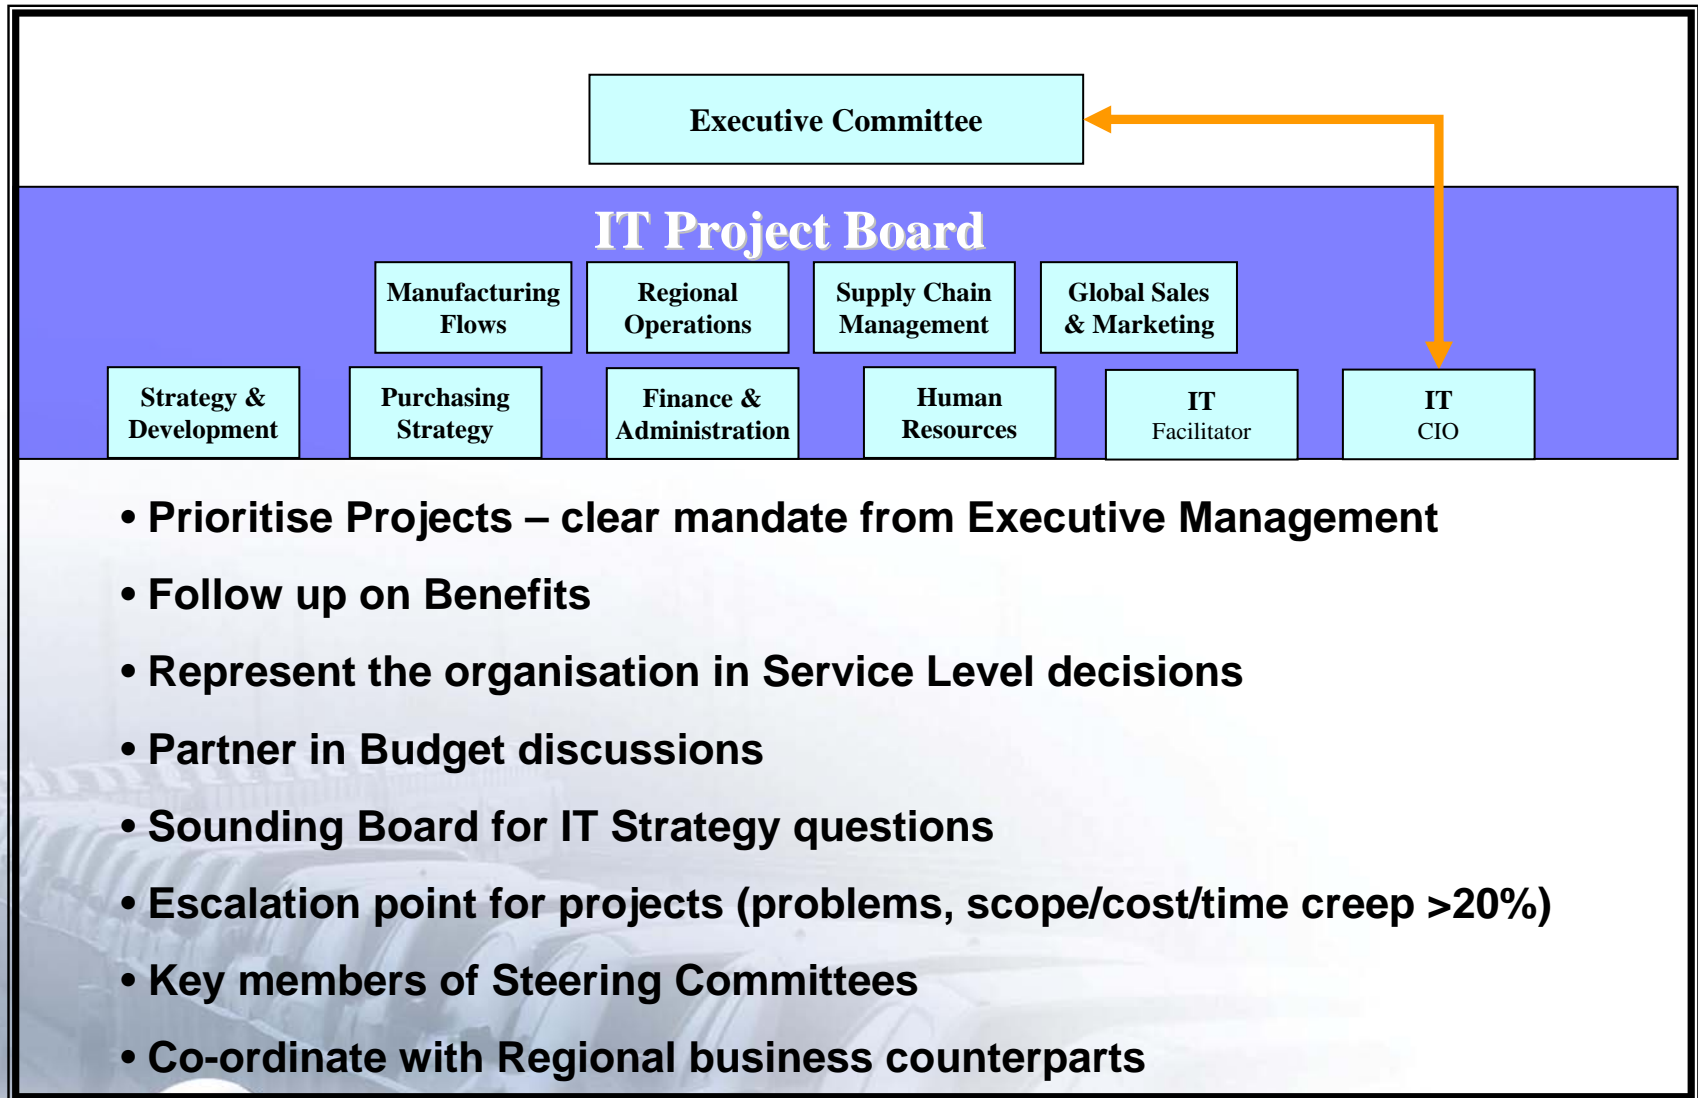 Executive Committee
IT Project Board
Manufacturing
Flows
Regional
Operations
Supply Chain
Management
Global Sales
& Marketing
Strategy &
Development
Purchasing
Strategy
Finance &
Administration
Human
Resources
IT
Facilitator
IT
CIO
• Prioritise Projects – clear mandate from Executive Management
• Follow up on Benefits
• Represent the organisation in Service Level decisions
• Partner in Budget discussions
• Sounding Board for IT Strategy questions
• Escalation point for projects (problems, scope/cost/time creep >20%)
• Key members of Steering Committees
• Co-ordinate with Regional business counterparts